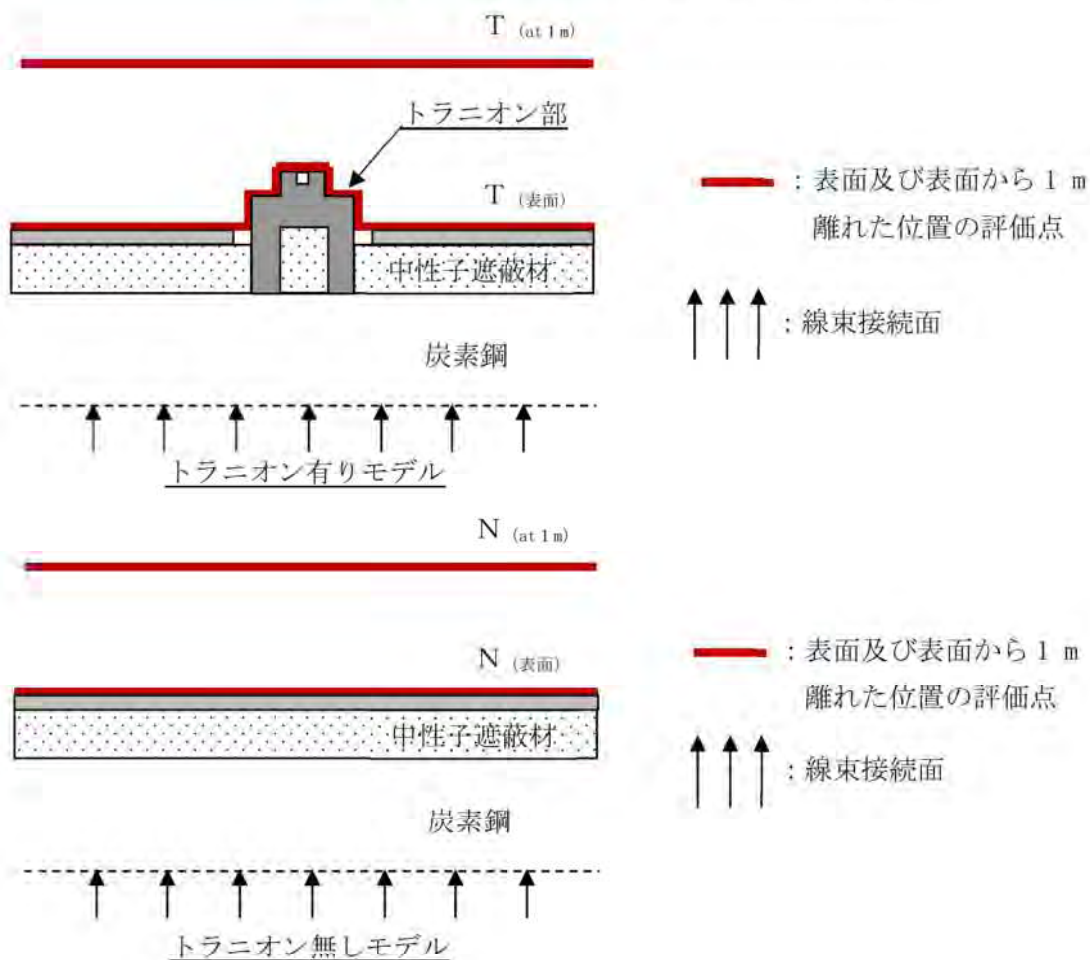 T (at 1 m)
トラニオン部
T (表面)
中性子遮蔽材
炭素鋼
トラニオン有りモデル
：表面及び表面から 1 m
離れた位置の評価点
：線束接続面
N (at 1 m)
N (表面)
中性子遮蔽材
炭素鋼
トラニオン無しモデル
：表面及び表面から 1 m
離れた位置の評価点
：線束接続面